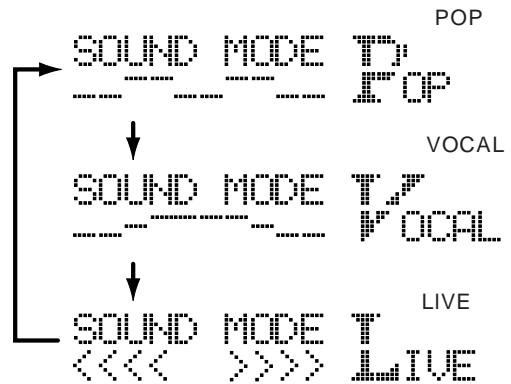 POP
SOUND MODE POP
VOCAL
SOUND MODE VOCAL
LIVE
SOUND MODE LIVE
<<<< >>>>